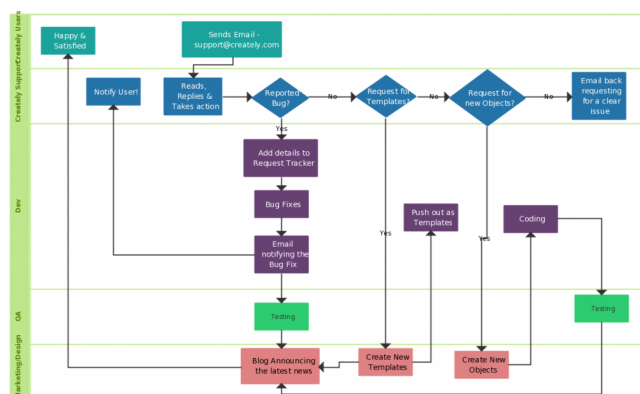 Creately Users
Happy &
Satisfied
Sends Email -
support@creately.com
Creately Support
Notify User!
Reads,
Replies &
Takes action
Reported
Bug?
No
Request for
Templates?
No
Request for
new Objects?
No
Email back
requesting
for a clear
issue
Yes
Dev
Add details to
Request Tracker
Bug Fixes
Email
notifying the
Bug Fix
Yes
Push out as
Templates
Yes
Coding
QA
Testing
Testing
Marketing/Design
Blog Announcing
the latest news
Create New
Templates
Create New
Objects